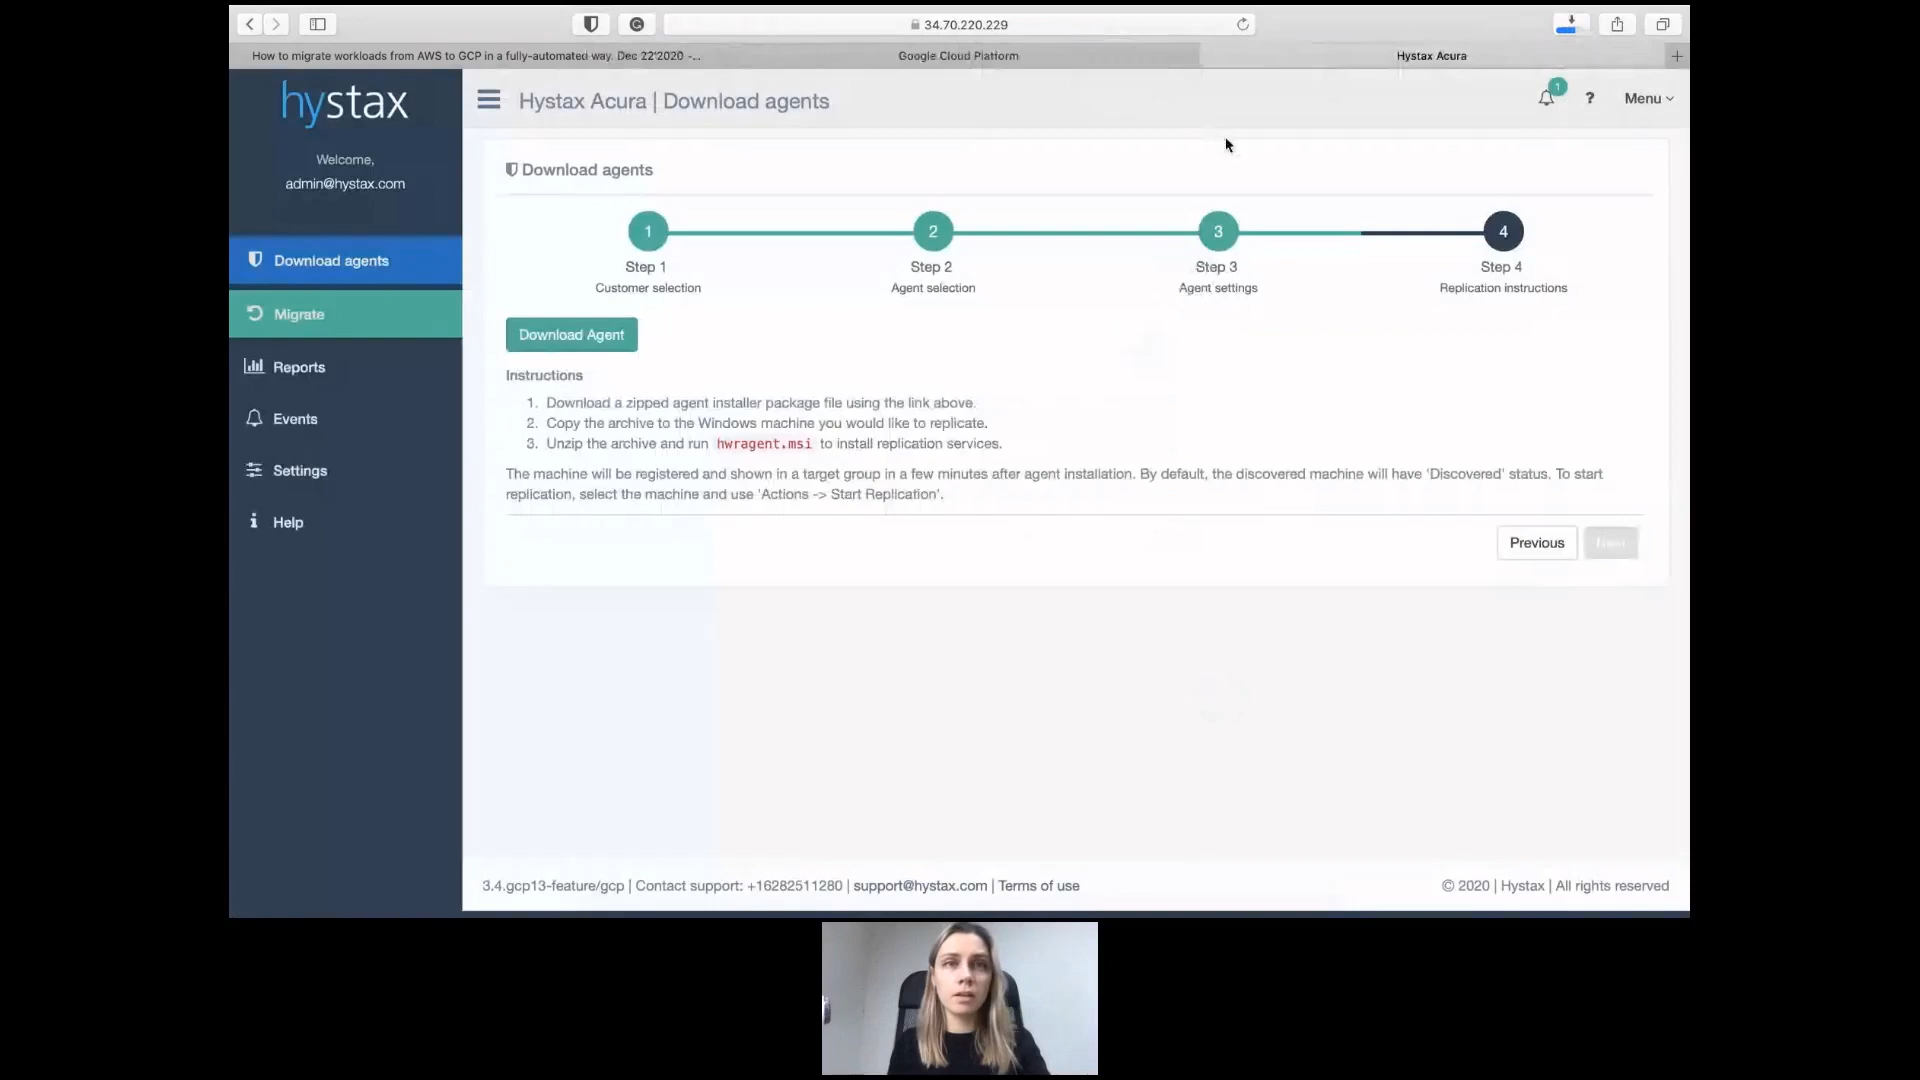 34.70.220.229
How to migrate workloads from AWS to GCP in a fully-automated way. Dec 22'2020 -...
Google Cloud Platform
Hystax Acura
hystax
Welcome,
admin@hystax.com
Download agents
Migrate
Reports
Events
Settings
Help
Hystax Acura | Download agents
1
?
Menu
Download agents
1
2
3
4
Step 1
Step 2
Step 3
Step 4
Customer selection
Agent selection
Agent settings
Replication instructions
Download Agent
Instructions
1. Download a zipped agent installer package file using the link above.
2. Copy the archive to the Windows machine you would like to replicate.
3. Unzip the archive and run hwragent.msi to install replication services.
The machine will be registered and shown in a target group in a few minutes after agent installation. By default, the discovered machine will have 'Discovered' status. To start
replication, select the machine and use 'Actions -> Start Replication'.
Previous
Next
3.4.gcp13-feature/gcp | Contact support: +16282511280 | support@hystax.com | Terms of use
© 2020 | Hystax | All rights reserved